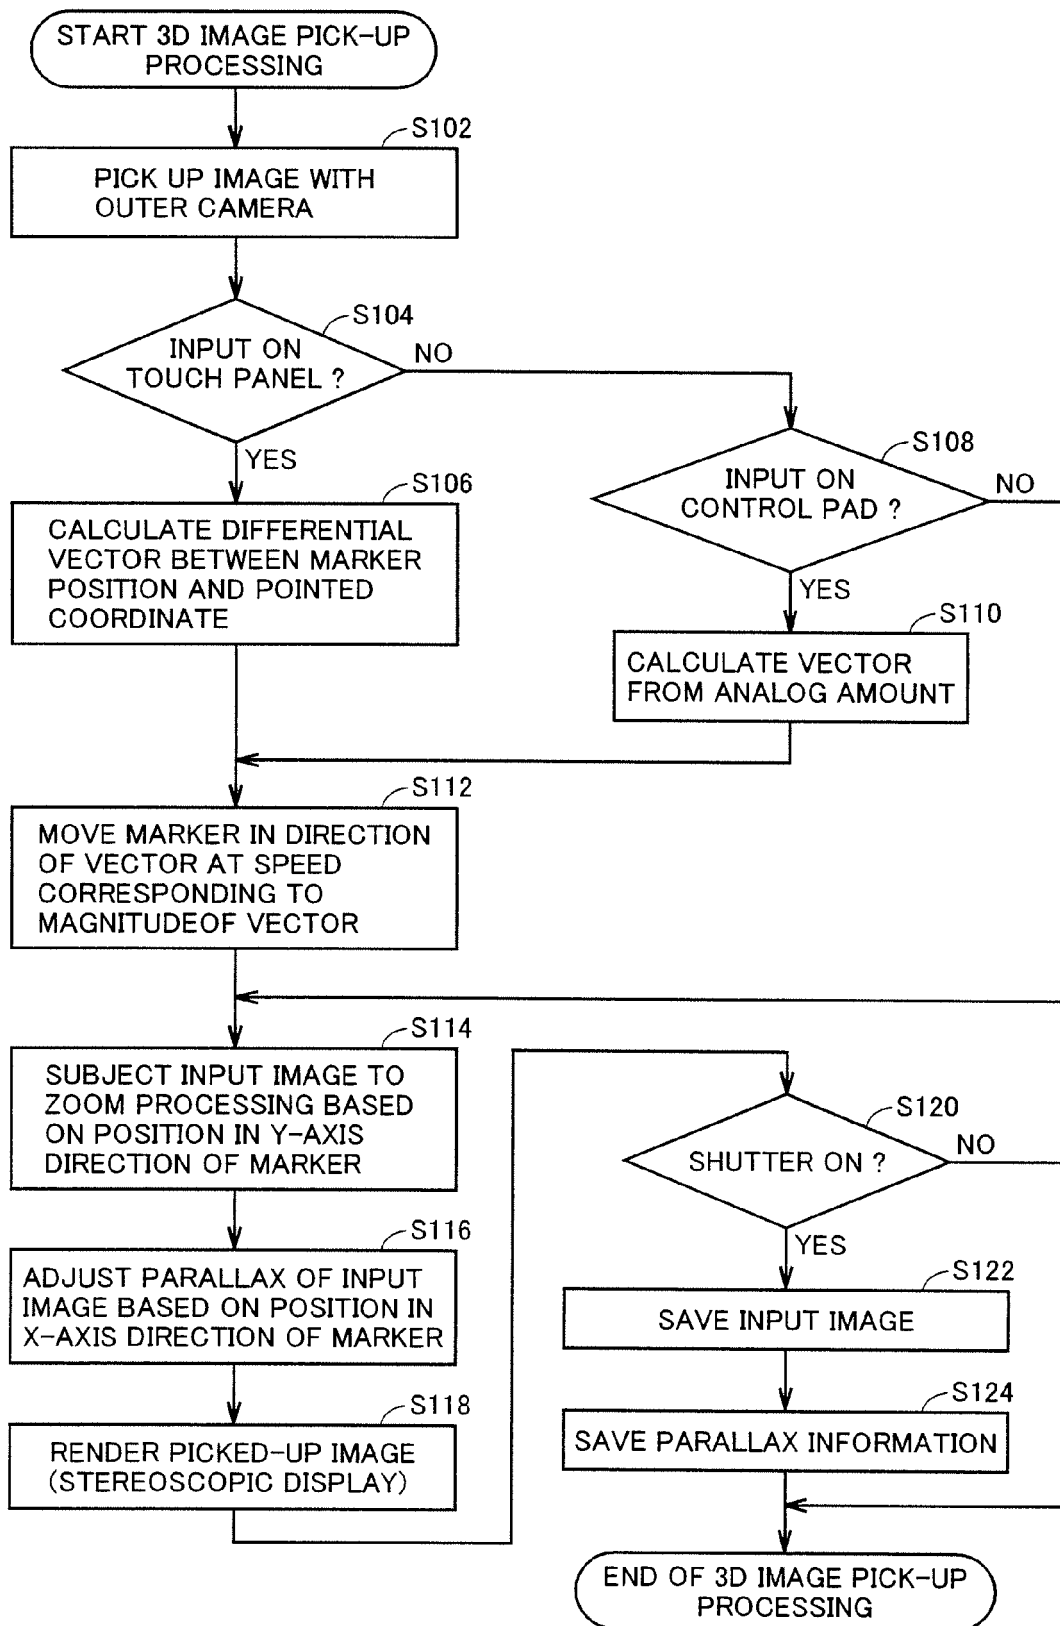 START 3D IMAGE PICK-UP
PROCESSING
S102
PICK UP IMAGE WITH
OUTER CAMERA
S104
INPUT ON
TOUCH PANEL ?
NO
YES
S106
CALCULATE DIFFERENTIAL
VECTOR BETWEEN MARKER
POSITION AND POINTED
COORDINATE
S108
INPUT ON
CONTROL PAD ?
NO
YES
S110
CALCULATE VECTOR
FROM ANALOG AMOUNT
S112
MOVE MARKER IN DIRECTION
OF VECTOR AT SPEED
CORRESPONDING TO
MAGNITUDEOF VECTOR
S114
SUBJECT INPUT IMAGE TO
ZOOM PROCESSING BASED
ON POSITION IN Y-AXIS
DIRECTION OF MARKER
S116
ADJUST PARALLAX OF INPUT
IMAGE BASED ON POSITION IN
X-AXIS DIRECTION OF MARKER
S118
RENDER PICKED-UP IMAGE
(STEREOSCOPIC DISPLAY)
S120
SHUTTER ON ?
NO
YES
S122
SAVE INPUT IMAGE
S124
SAVE PARALLAX INFORMATION
END OF 3D IMAGE PICK-UP
PROCESSING